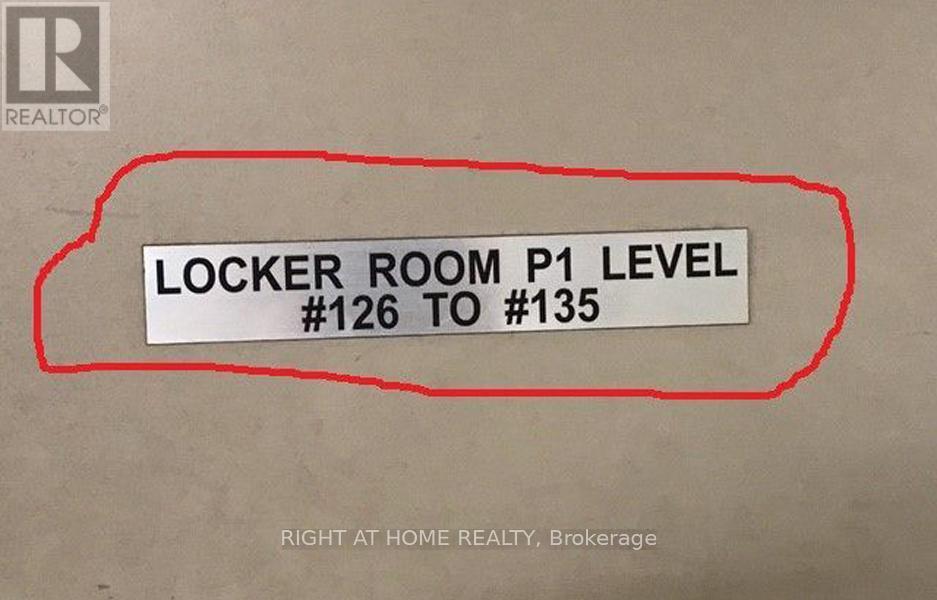 R
REALTOR®
LOCKER ROOM P1 LEVEL
#126 TO #135
RIGHT AT HOME REALTY, Brokerage